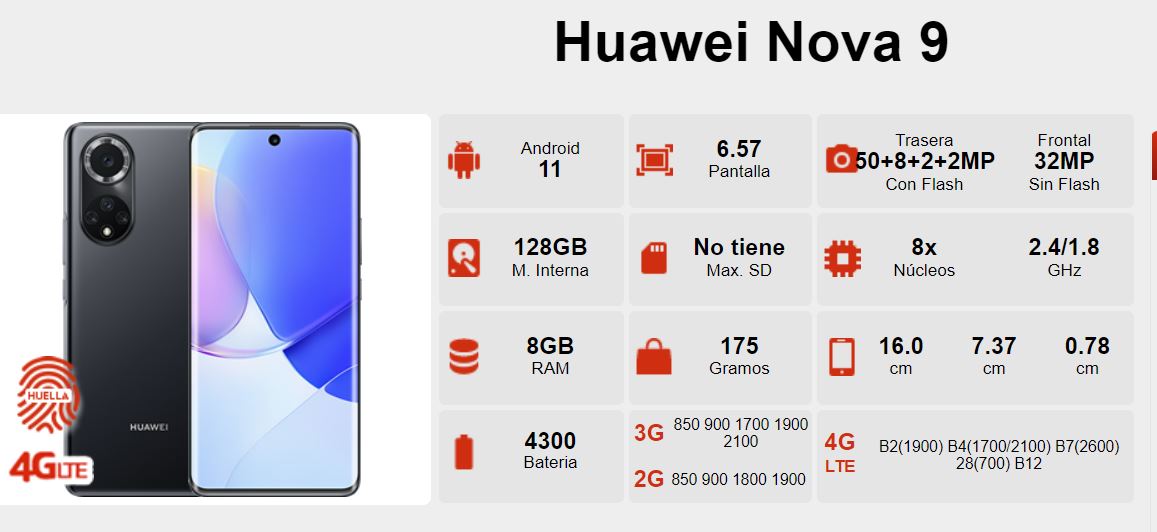 Huawei Nova 9
HUELLA
4GLTE
HUAWEI
Android
11
6.57
Pantalla
Trasera
50+8+2+2MP
Con Flash
Frontal
32MP
Sin Flash
128GB
M. Interna
No tiene
Max. SD
8x
Núcleos
2.4/1.8
GHz
8GB
RAM
175
Gramos
16.0
cm
7.37
cm
0.78
cm
4300
Bateria
3G
850 900 1700 1900
2100
2G
850 900 1800 1900
4G
LTE
B2(1900) B4(1700/2100) B7(2600)
28(700) B12